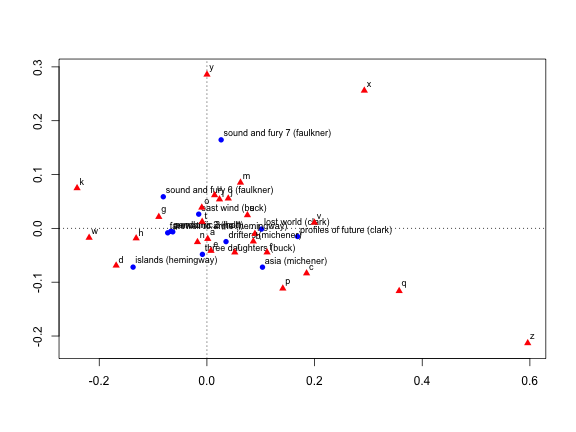 y
x
sound and fury 7 (faulkner)
m
k
sound and fury 6 (faulkner)
o
east wind (buck)
g
t
v
lost world (clark)
profiles of future (clark)
w
h
n
a
drifters (michener)
e
three daughters (buck)
d
islands (hemingway)
asia (michener)
c
p
q
z
0.3
0.2
0.1
0.0
-0.1
-0.2
-0.2
0.0
0.2
0.4
0.6